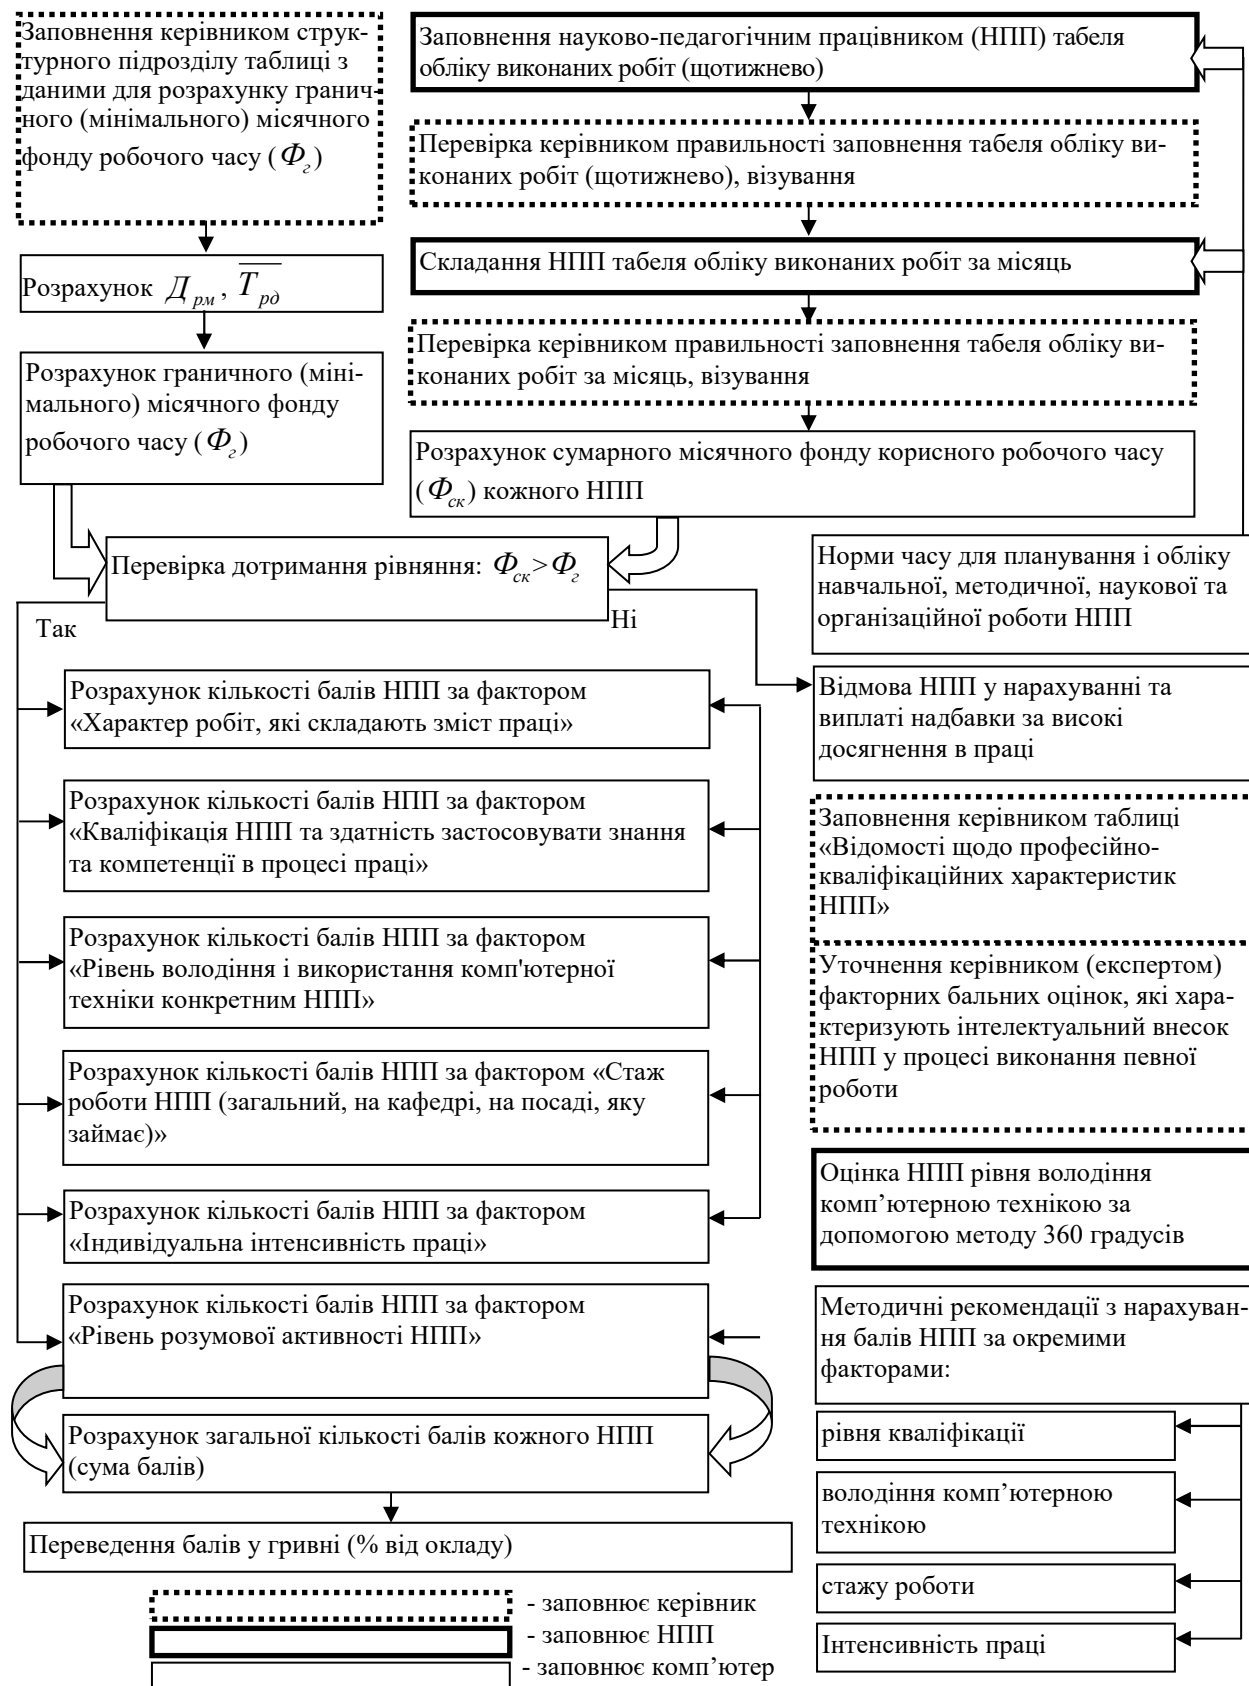 Заповнення керівником струк-
турного підрозділу таблиці з
даними для розрахунку гранич-
ного (мінімального) місячного
фонду робочого часу (Фг)
Розрахунок Дрм, Трд
Розрахунок граничного (міні-
мального) місячного фонду
робочого часу (Фг)
Заповнення науково-педагогічним працівником (НПП) табеля
обліку виконаних робіт (щотижнево)
Перевірка керівником правильності заповнення табеля обліку ви-
конаних робіт (щотижнево), візування
Складання НПП табеля обліку виконаних робіт за місяць
Перевірка керівником правильності заповнення табеля обліку ви-
конаних робіт за місяць, візування
Розрахунок сумарного місячного фонду корисного робочого часу
(Фск) кожного НПП
Перевірка дотримання рівняння: Фск>Фг
Так
Ні
Норми часу для планування і обліку
навчальної, методичної, наукової та
організаційної роботи НПП
Відмова НПП у нарахуванні та
виплаті надбавки за високі
досягнення в праці
Розрахунок кількості балів НПП за фактором
«Характер робіт, які складають зміст праці»
Розрахунок кількості балів НПП за фактором
«Кваліфікація НПП та здатність застосовувати знання
та компетенції в процесі праці»
Розрахунок кількості балів НПП за фактором
«Рівень володіння і використання комп'ютерної
техніки конкретним НПП»
Розрахунок кількості балів НПП за фактором «Стаж
роботи НПП (загальний, на кафедрі, на посаді, яку
займає)»
Розрахунок кількості балів НПП за фактором
«Індивідуальна інтенсивність праці»
Розрахунок кількості балів НПП за фактором
«Рівень розумової активності НПП»
Розрахунок загальної кількості балів кожного НПП
(сума балів)
Переведення балів у гривні (% від окладу)
Заповнення керівником таблиці
«Відомості щодо професійно-
кваліфікаційних характеристик
НПП»
Уточнення керівником (експертом)
факторних бальних оцінок, які хара-
ктеризують інтелектуальний внесок
НПП у процесі виконання певної
роботи
Оцінка НПП рівня володіння
комп’ютерною технікою за
допомогою методу 360 градусів
Методичні рекомендації з нарахуван-
ня балів НПП за окремими
факторами:
рівня кваліфікації
володіння комп’ютерною
технікою
стажу роботи
Інтенсивність праці
- заповнює керівник
- заповнює НПП
- заповнює комп’ютер